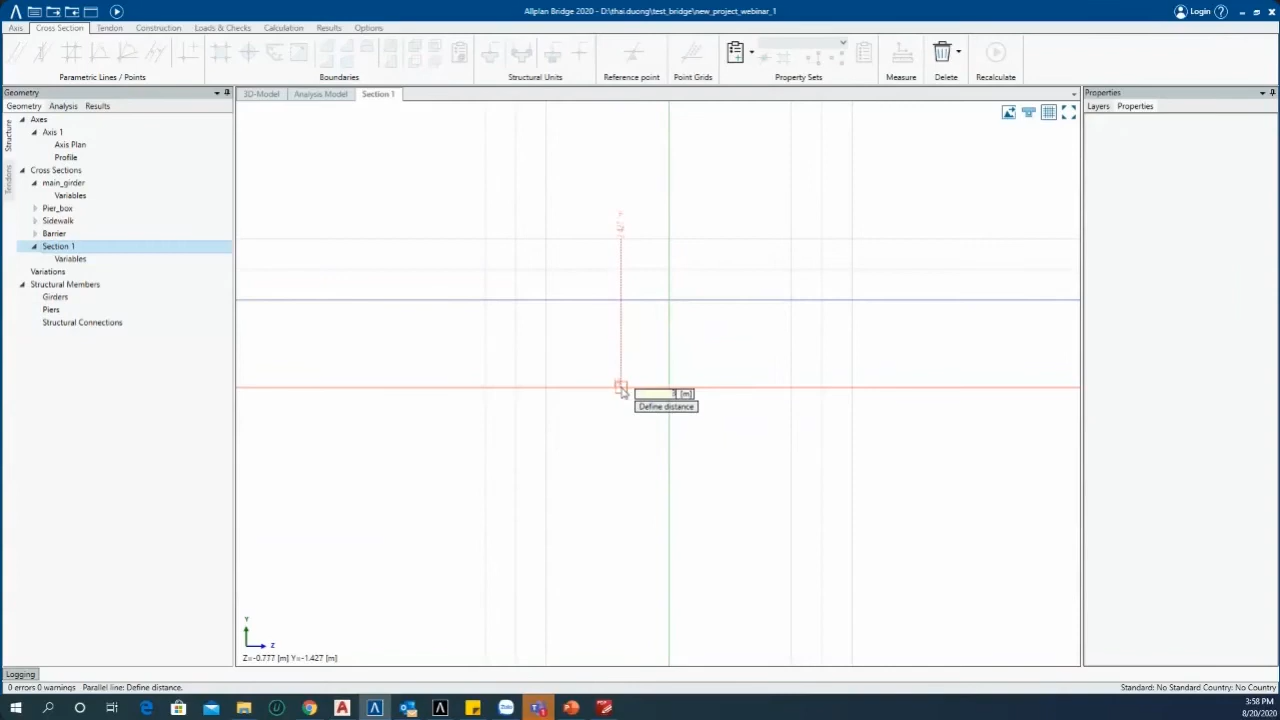 Allplan Bridge 2020 - D:\thai.duong\test_bridge\new_project_webinar_1
Login
Axis Cross Section Tendon Construction Loads & Checks Calculation Results Options
Parametric Lines / Points Boundaries Structural Units Reference point Point Grids Property Sets Measure Delete Recalculate
Geometry
Geometry Analysis Results
3D-Model Analysis Model Section 1
Properties
Layers Properties
Structure
Tendons
Axes
Axis 1
Axis Plan
Profile
Cross Sections
main_girder
Variables
Pier_box
Sidewalk
Barrier
Section 1
Variables
Variations
Structural Members
Girders
Piers
Structural Connections
[m]
Define distance
Y
Z
Z=-0.777 [m] Y=-1.427 [m]
Logging
0 errors 0 warnings Parallel line: Define distance.
Standard: No Standard Country: No Country
3:58 PM
8/20/2020